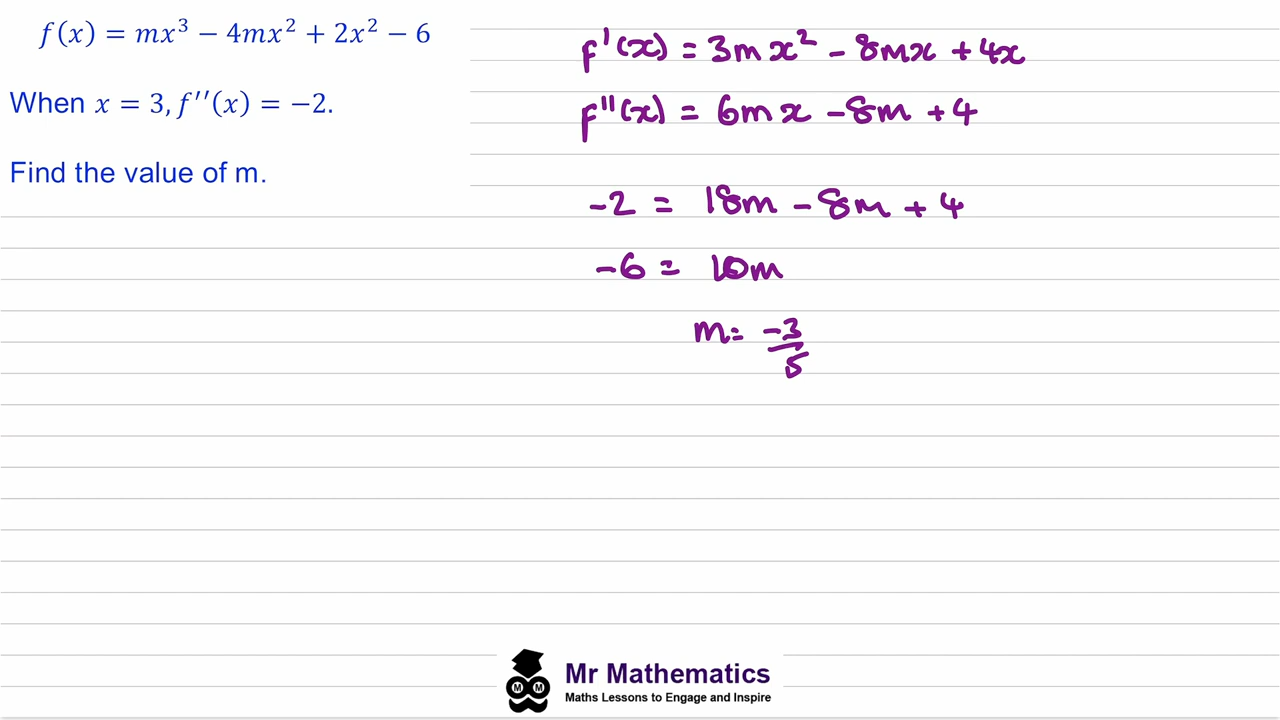 f(x) = mx³ − 4mx² + 2x² − 6
When x = 3, f′′(x) = −2.
Find the value of m.
f'(x) = 3mx² - 8mx + 4x
f"(x) = 6mx - 8m + 4
-2 = 18m - 8m + 4
-6 = 10m
m = -3/5
M M
Mr Mathematics
Maths Lessons to Engage and Inspire